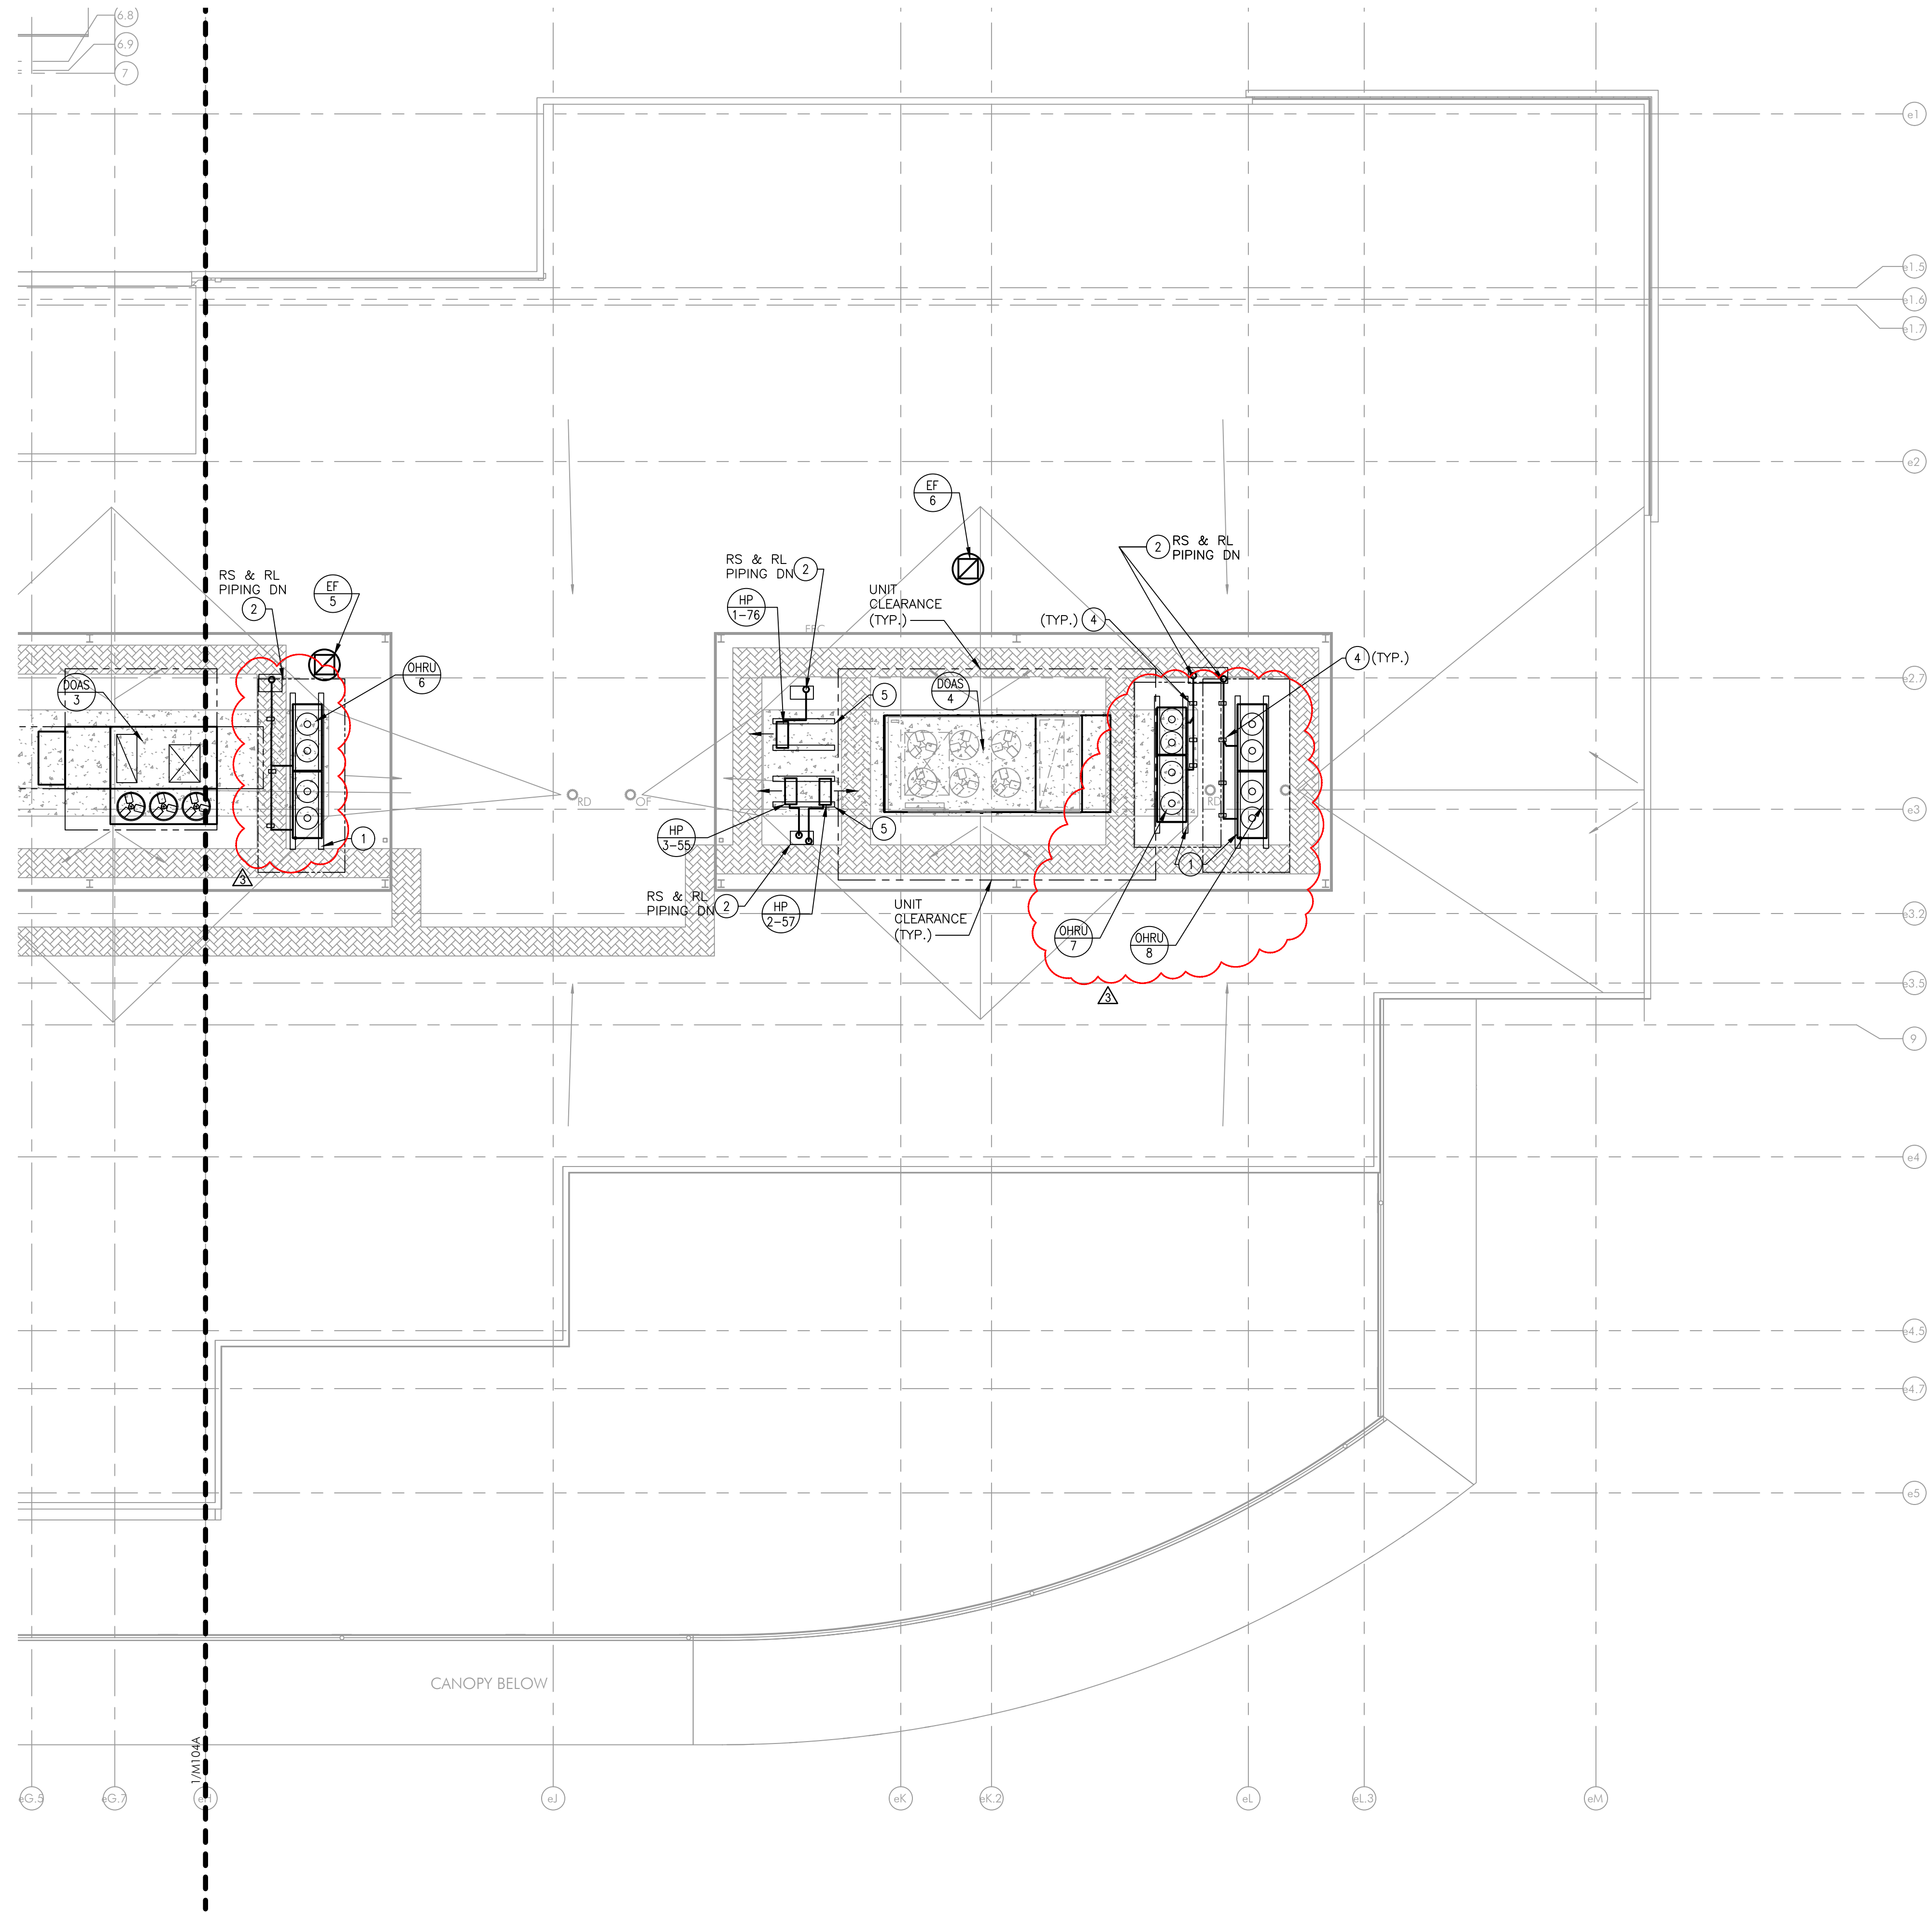 6.8
6.9
7
e1
e1.5
e1.6
e1.7
e2
EF
6
2 RS & RL
PIPING DN
RS & RL
PIPING DN 2
RS & RL
PIPING DN
2
EF
5
HP
1-76
UNIT
CLEARANCE
(TYP.)
(TYP.) 4
4 (TYP.)
OHRU
6
DOAS
3
DOAS
4
e2.7
5
RD
OF
RD
e3
HP
3-55
5
1
1
3
RS & RL
PIPING DN 2
HP
2-57
UNIT
CLEARANCE
(TYP.)
OHRU
7
OHRU
8
e3.2
e3.5
3
9
e4
e4.5
e4.7
e5
CANOPY BELOW
1/M104A
eG.5
eG.7
eH
eJ
eK
eK.2
eL
eL.3
eM